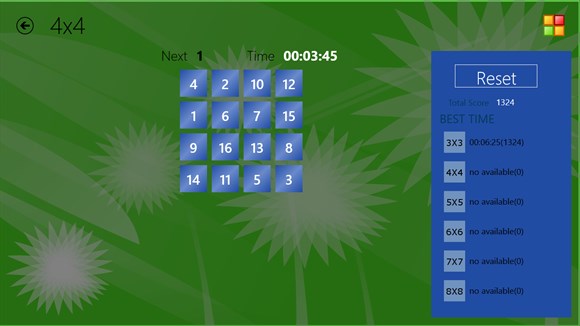 4x4
Next 1 Time 00:03:45
4 2 10 12
1 6 7 15
9 16 13 8
14 11 5 3
Reset
Total Score 1324
BEST TIME
3X3 00:06:25(1324)
4X4 no available(0)
5X5 no available(0)
6X6 no available(0)
7X7 no available(0)
8X8 no available(0)